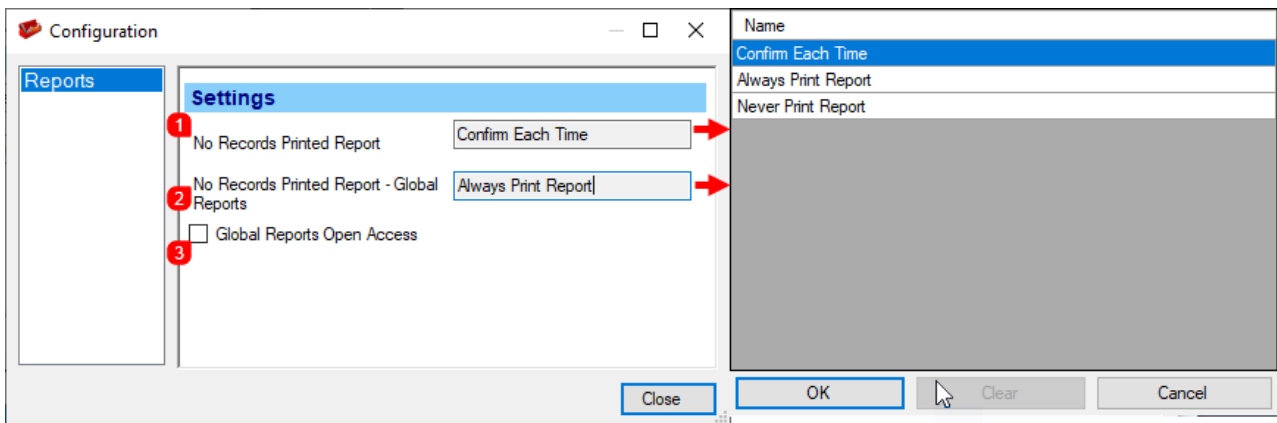 Configuration
Reports
Settings
1
No Records Printed Report
Confirm Each Time
2
No Records Printed Report - Global
Reports
Always Print Report
Global Reports Open Access
3
Close
Name
Confirm Each Time
Always Print Report
Never Print Report
OK
Clear
Cancel